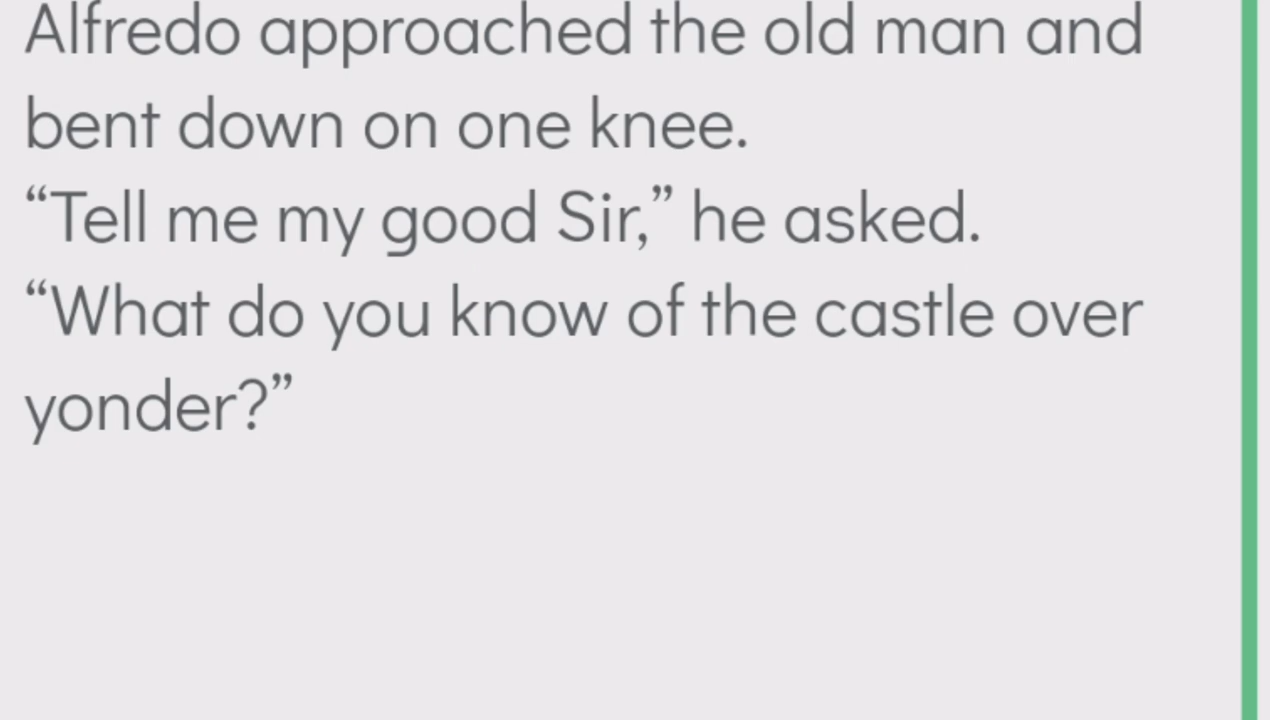 Alfredo approached the old man and
bent down on one knee.
“Tell me my good Sir,” he asked.
“What do you know of the castle over
yonder?”